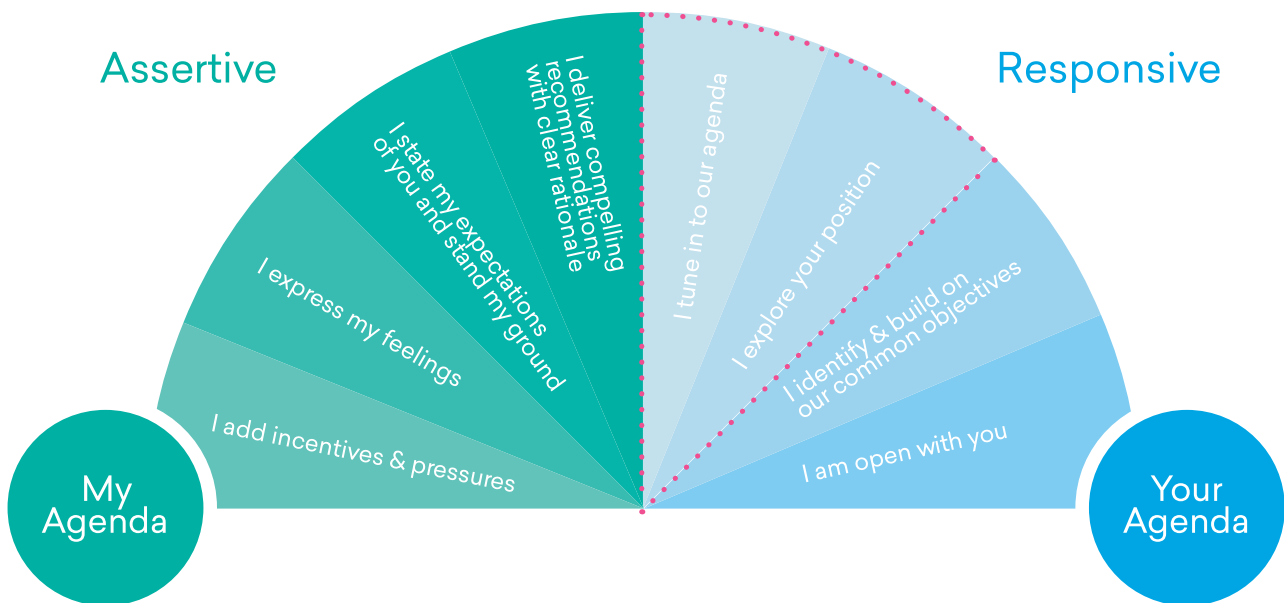 Assertive
Responsive
I add incentives & pressures
I express my feelings
I state my expectations
of you and stand my ground
I deliver compelling
recommendations
with clear rationale
I tune in to our agenda
I explore your position
I identify & build on
our common objectives
I am open with you
My
Agenda
Your
Agenda